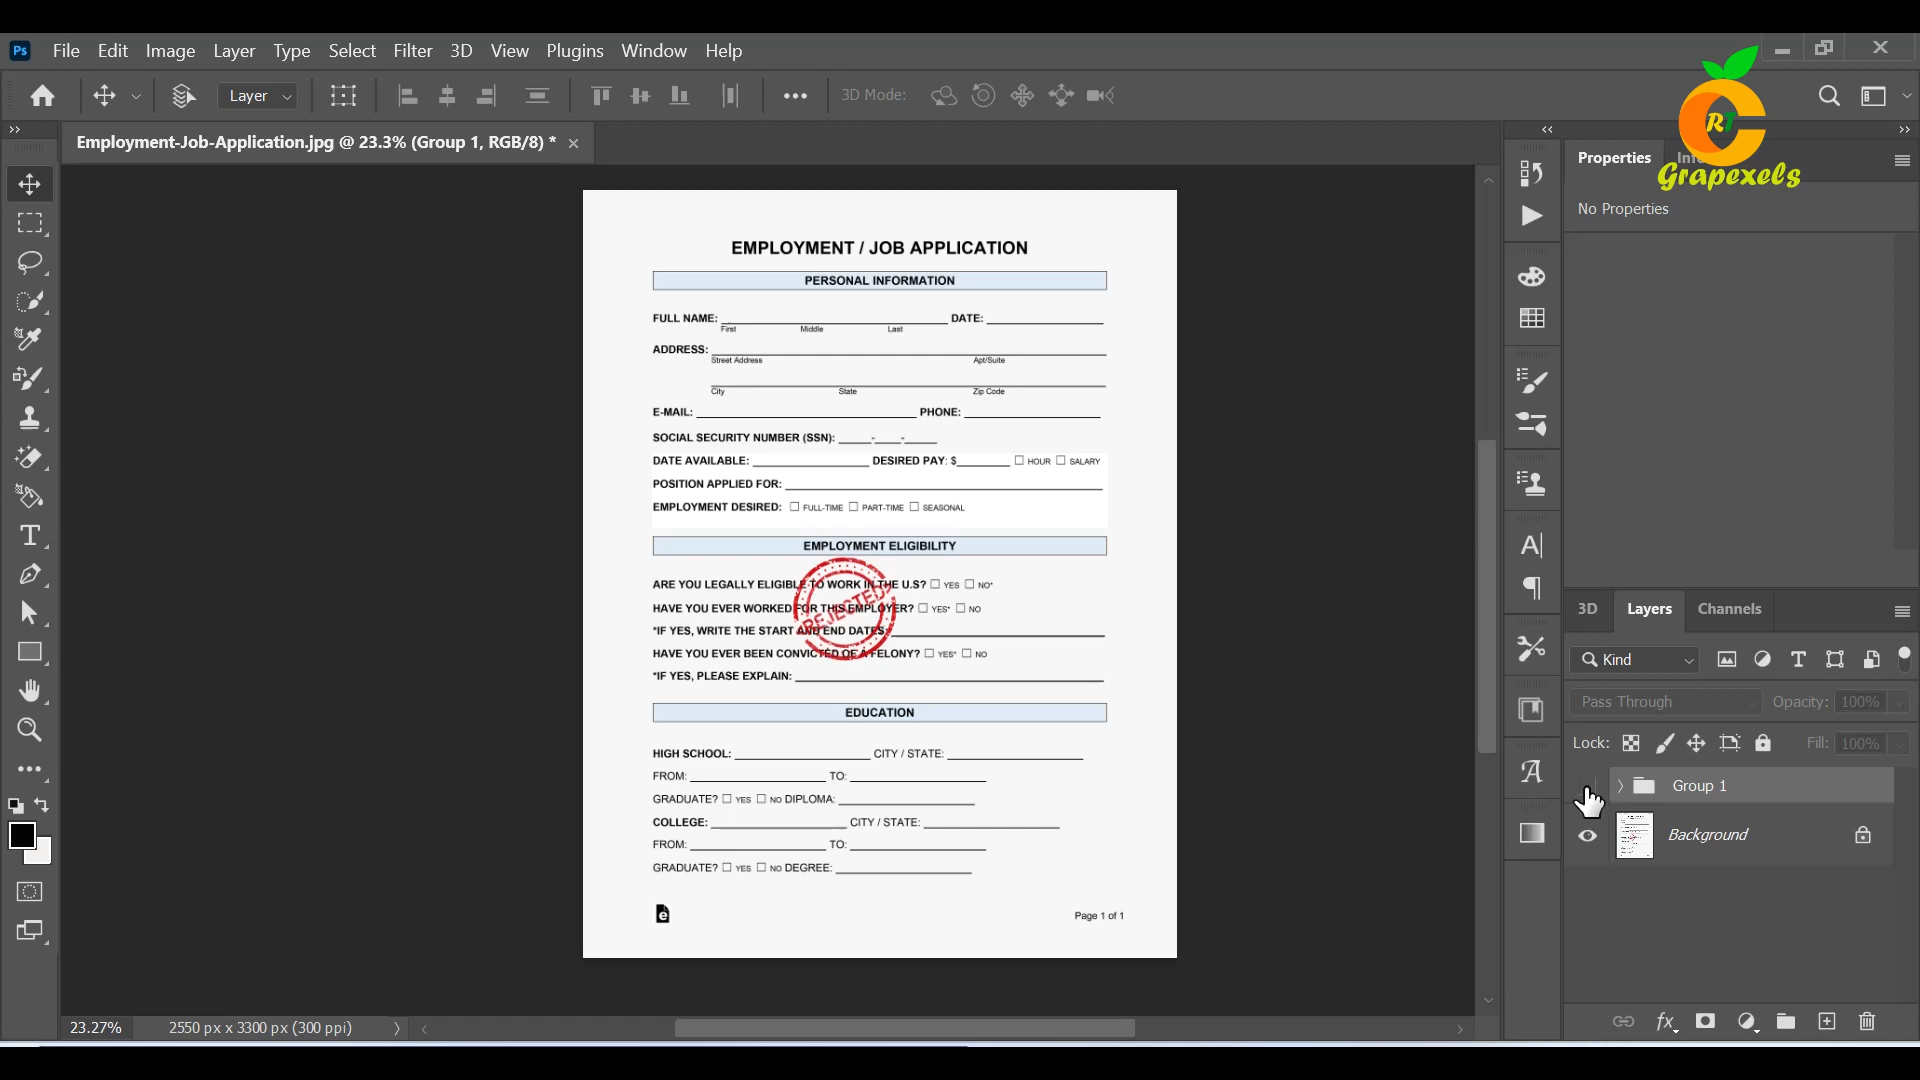 Ps File Edit Image Layer Type Select Filter 3D View Plugins Window Help
Layer 3D Mode:
RT
Grapexels
Employment-Job-Application.jpg @ 23.3% (Group 1, RGB/8) *
Properties
No Properties
EMPLOYMENT / JOB APPLICATION
PERSONAL INFORMATION
FULL NAME: DATE:
First Middle Last
ADDRESS:
Street Address Apt/Suite
City State Zip Code
E-MAIL: PHONE:
SOCIAL SECURITY NUMBER (SSN): - -
DATE AVAILABLE: DESIRED PAY: $ HOUR SALARY
POSITION APPLIED FOR:
EMPLOYMENT DESIRED: FULL-TIME PART-TIME SEASONAL
EMPLOYMENT ELIGIBILITY
ARE YOU LEGALLY ELIGIBLE TO WORK IN THE U.S? YES NO*
HAVE YOU EVER WORKED FOR THIS EMPLOYER? YES* NO
REJECTED
*IF YES, WRITE THE START AND END DATES:
HAVE YOU EVER BEEN CONVICTED OF A FELONY? YES* NO
*IF YES, PLEASE EXPLAIN:
EDUCATION
HIGH SCHOOL: CITY / STATE:
FROM: TO:
GRADUATE? YES NO DIPLOMA:
COLLEGE: CITY / STATE:
FROM: TO:
GRADUATE? YES NO DEGREE:
e
Page 1 of 1
3D Layers Channels
Kind
Pass Through Opacity: 100%
Lock: Fill: 100%
Group 1
Background
fx
23.27% 2550 px x 3300 px (300 ppi)